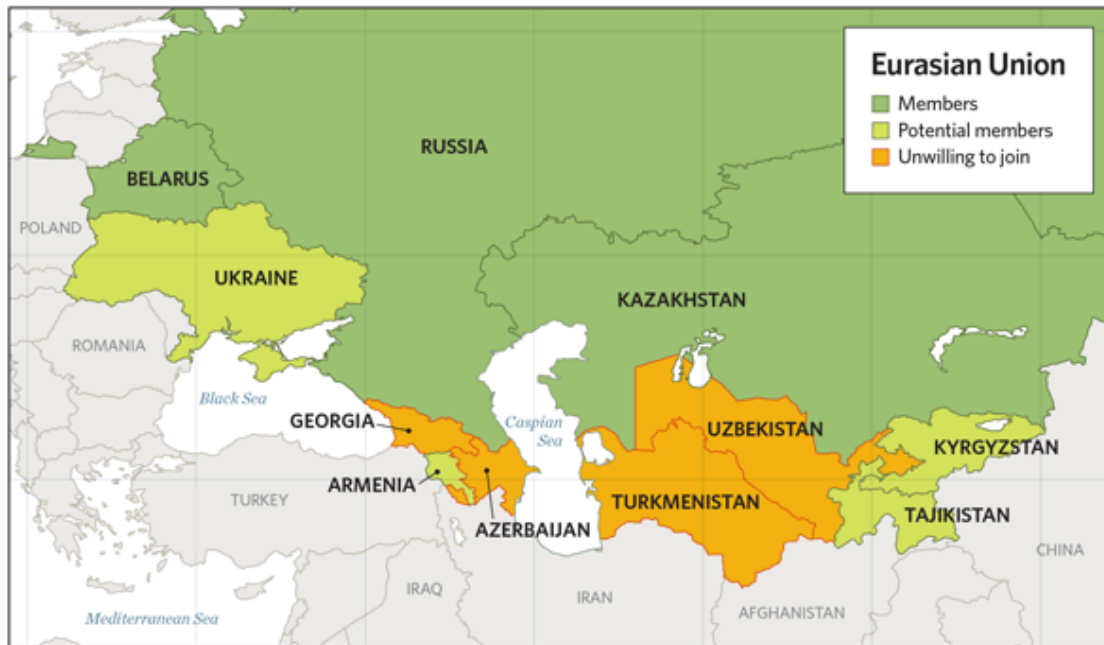 Eurasian Union
Members
Potential members
Unwilling to join
RUSSIA
BELARUS
POLAND
UKRAINE
KAZAKHSTAN
ROMANIA
Black Sea
GEORGIA
Caspian
Sea
UZBEKISTAN
KYRGYZSTAN
ARMENIA
TURKEY
TURKMENISTAN
TAJIKISTAN
AZERBAIJAN
CHINA
IRAQ
IRAN
AFGHANISTAN
Mediterranean Sea